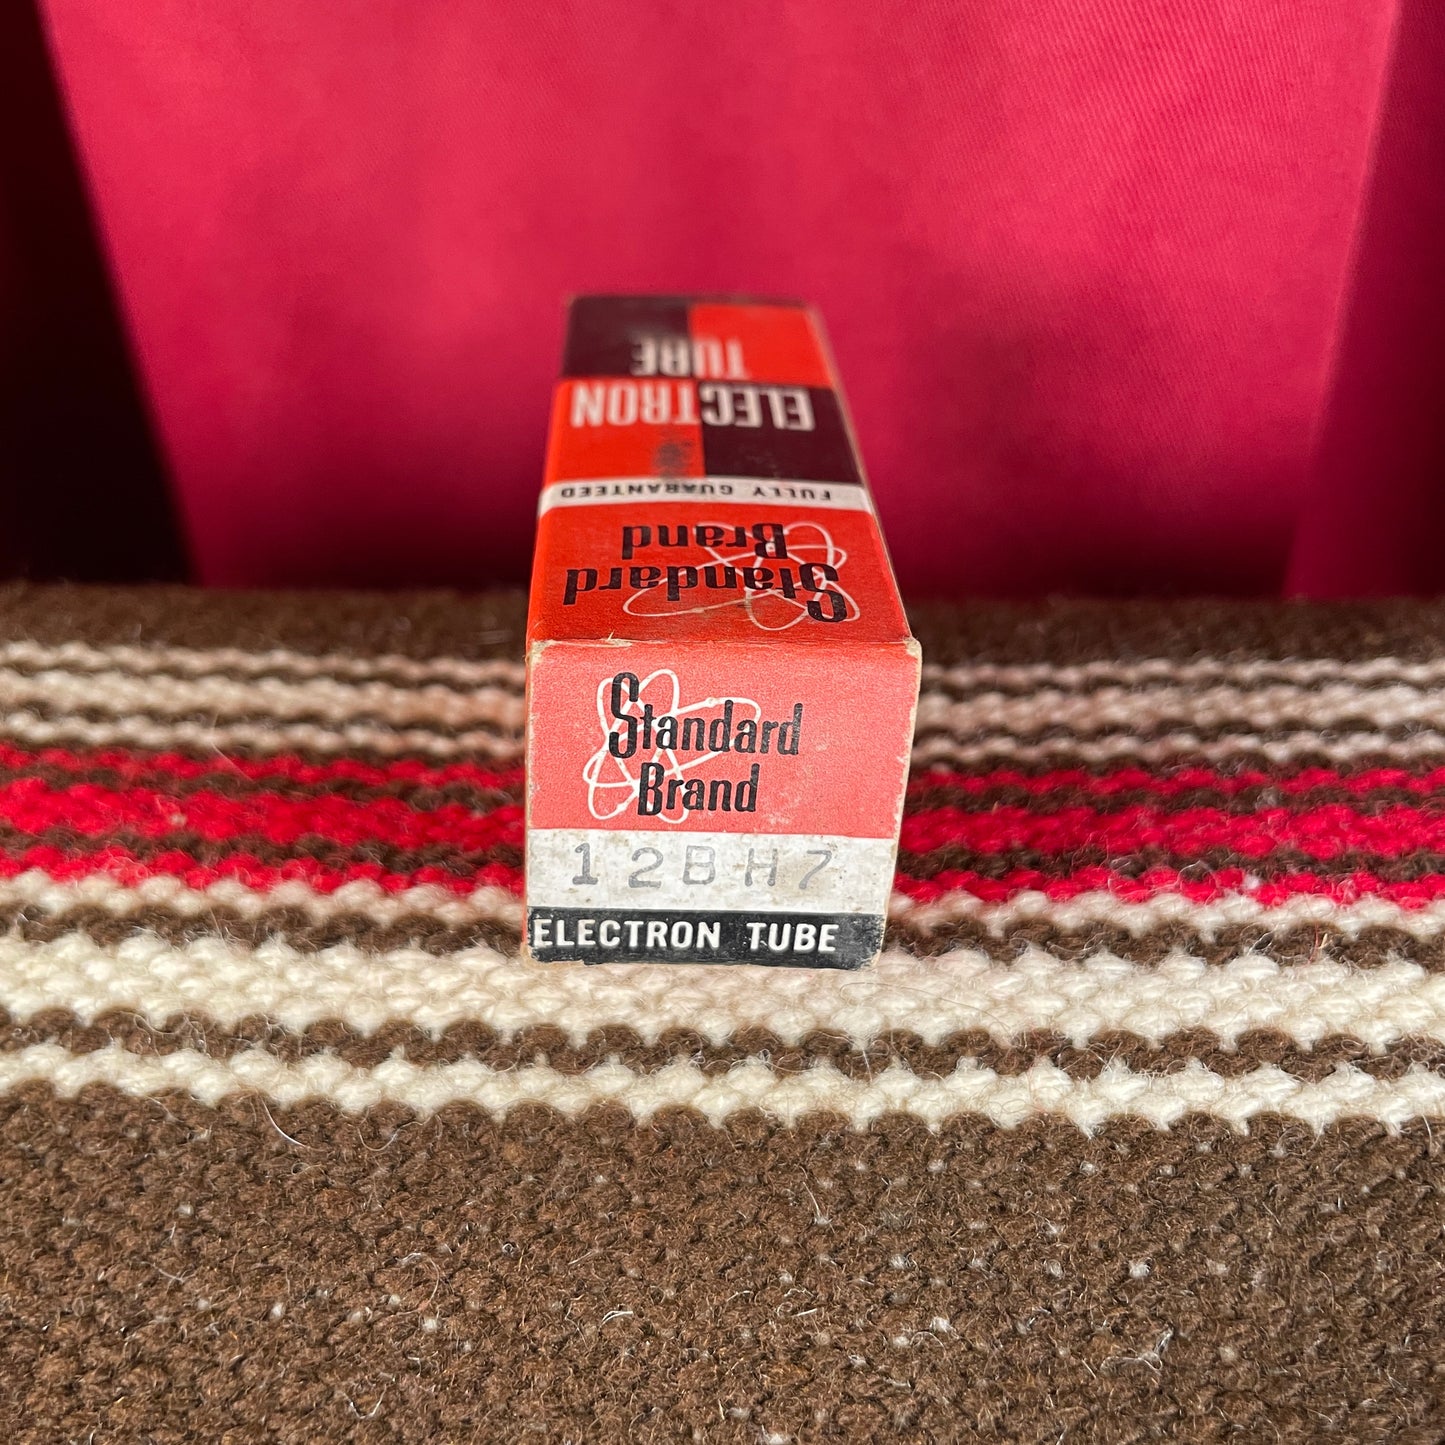 ELECTRON
TUBE
FULLY GUARANTEED
Standard
Brand
Standard
Brand
12BH7
ELECTRON TUBE